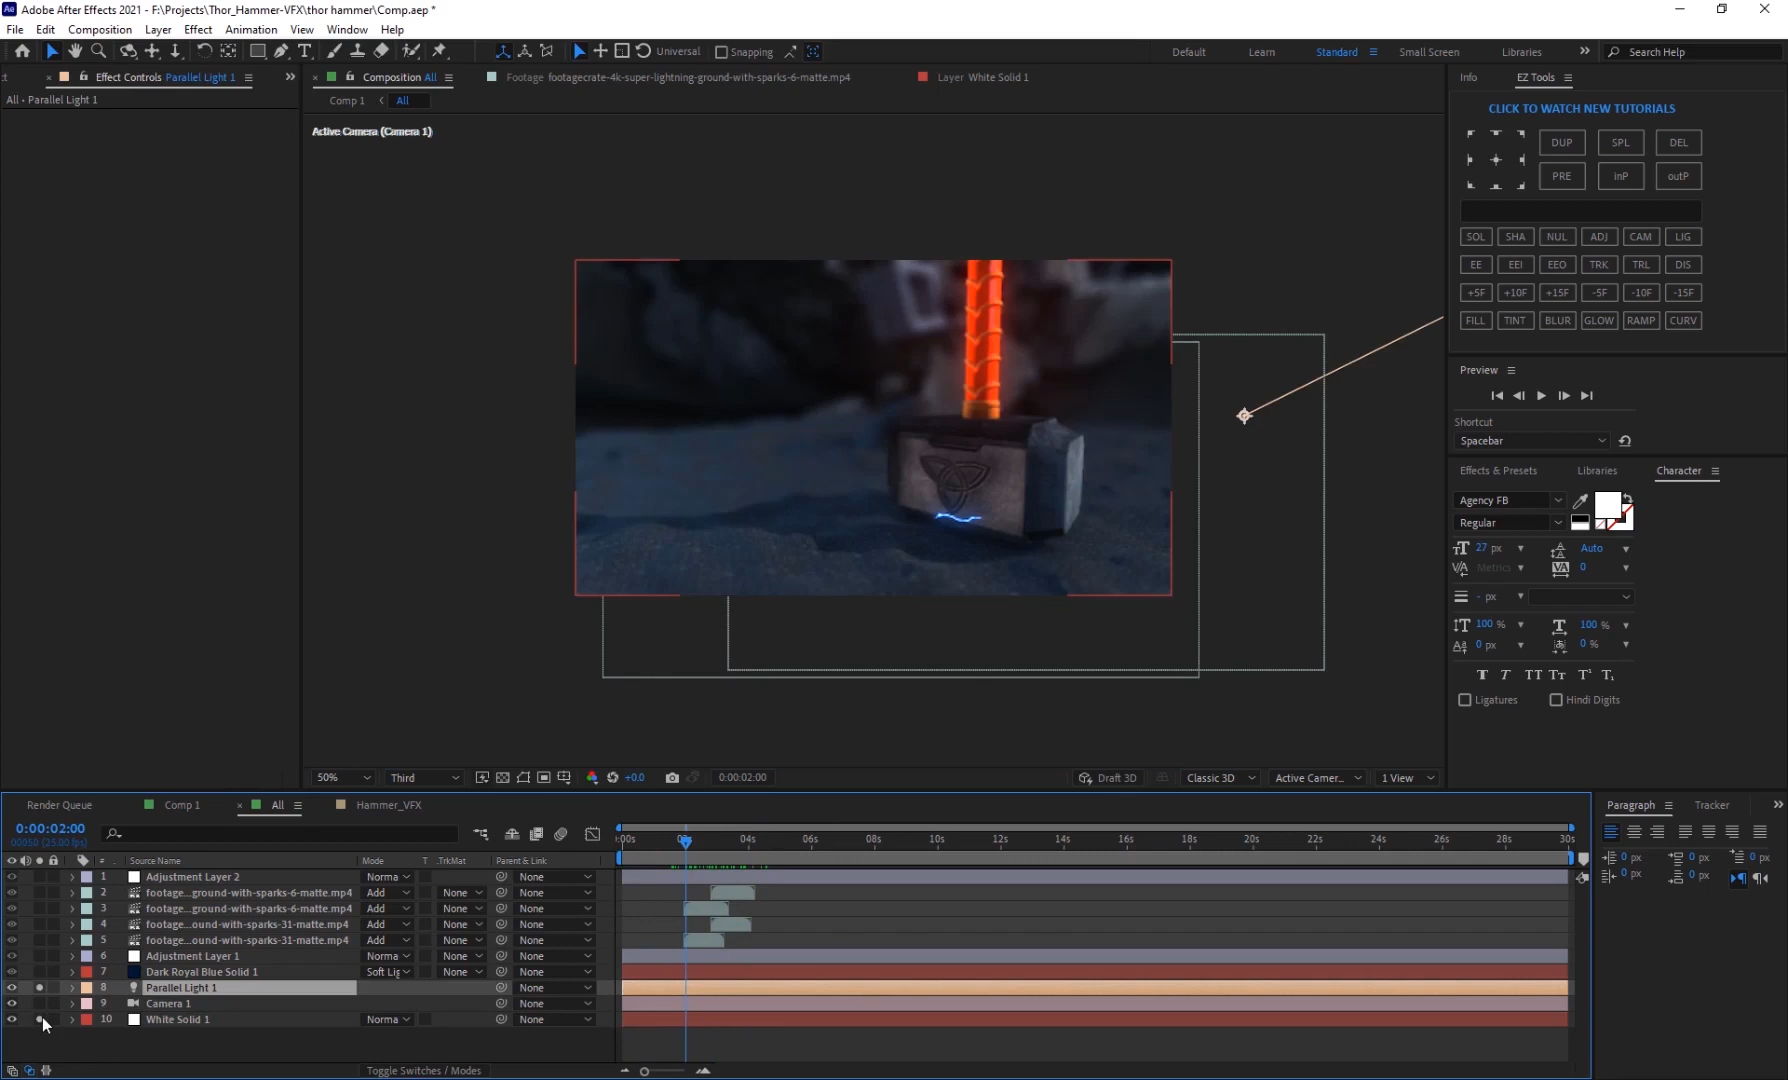 Adobe After Effects 2021 - F:\Projects\Thor_Hammer-VFX\thor hammer\Comp.aep *
File Edit Composition Layer Effect Animation View Window Help
Universal Snapping Default Learn Standard Small Screen Libraries Search Help
Effect Controls Parallel Light 1
Composition All
Footage footagecrate-4k-super-lightning-ground-with-sparks-6-matte.mp4
Layer White Solid 1
Info EZ Tools
All • Parallel Light 1
Comp 1 All
CLICK TO WATCH NEW TUTORIALS
Active Camera (Camera 1)
DUP SPL DEL
PRE inP outP
SOL SHA NUL ADJ CAM LIG
EE EEI EEO TRK TRL DIS
+5F +10F +15F -5F -10F -15F
FILL TINT BLUR GLOW RAMP CURV
Preview
Shortcut
Spacebar
Effects & Presets Libraries Character
Agency FB
Regular
27 px Auto
Metrics 0
- px
100 % 100 %
0 px 0 %
Ligatures Hindi Digits
50% Third +0.0 0:00:02:00 Draft 3D Classic 3D Active Camer... 1 View
Render Queue Comp 1 All Hammer_VFX
Paragraph Tracker
0:00:02:00
00050 (25.00 fps)
:00s 02s 04s 06s 08s 10s 12s 14s 16s 18s 20s 22s 24s 26s 28s 30s
# Source Name Mode T .TrkMat Parent & Link
0 px 0 px 0 px
0 px 0 px
1 Adjustment Layer 2 Norma None
2 footage...ground-with-sparks-6-matte.mp4 Add None None
3 footage...ground-with-sparks-6-matte.mp4 Add None None
4 footage...ound-with-sparks-31-matte.mp4 Add None None
5 footage...ound-with-sparks-31-matte.mp4 Add None None
6 Adjustment Layer 1 Norma None None
7 Dark Royal Blue Solid 1 Soft Lig None None
8 Parallel Light 1 None
9 Camera 1 None
10 White Solid 1 Norma None
Toggle Switches / Modes